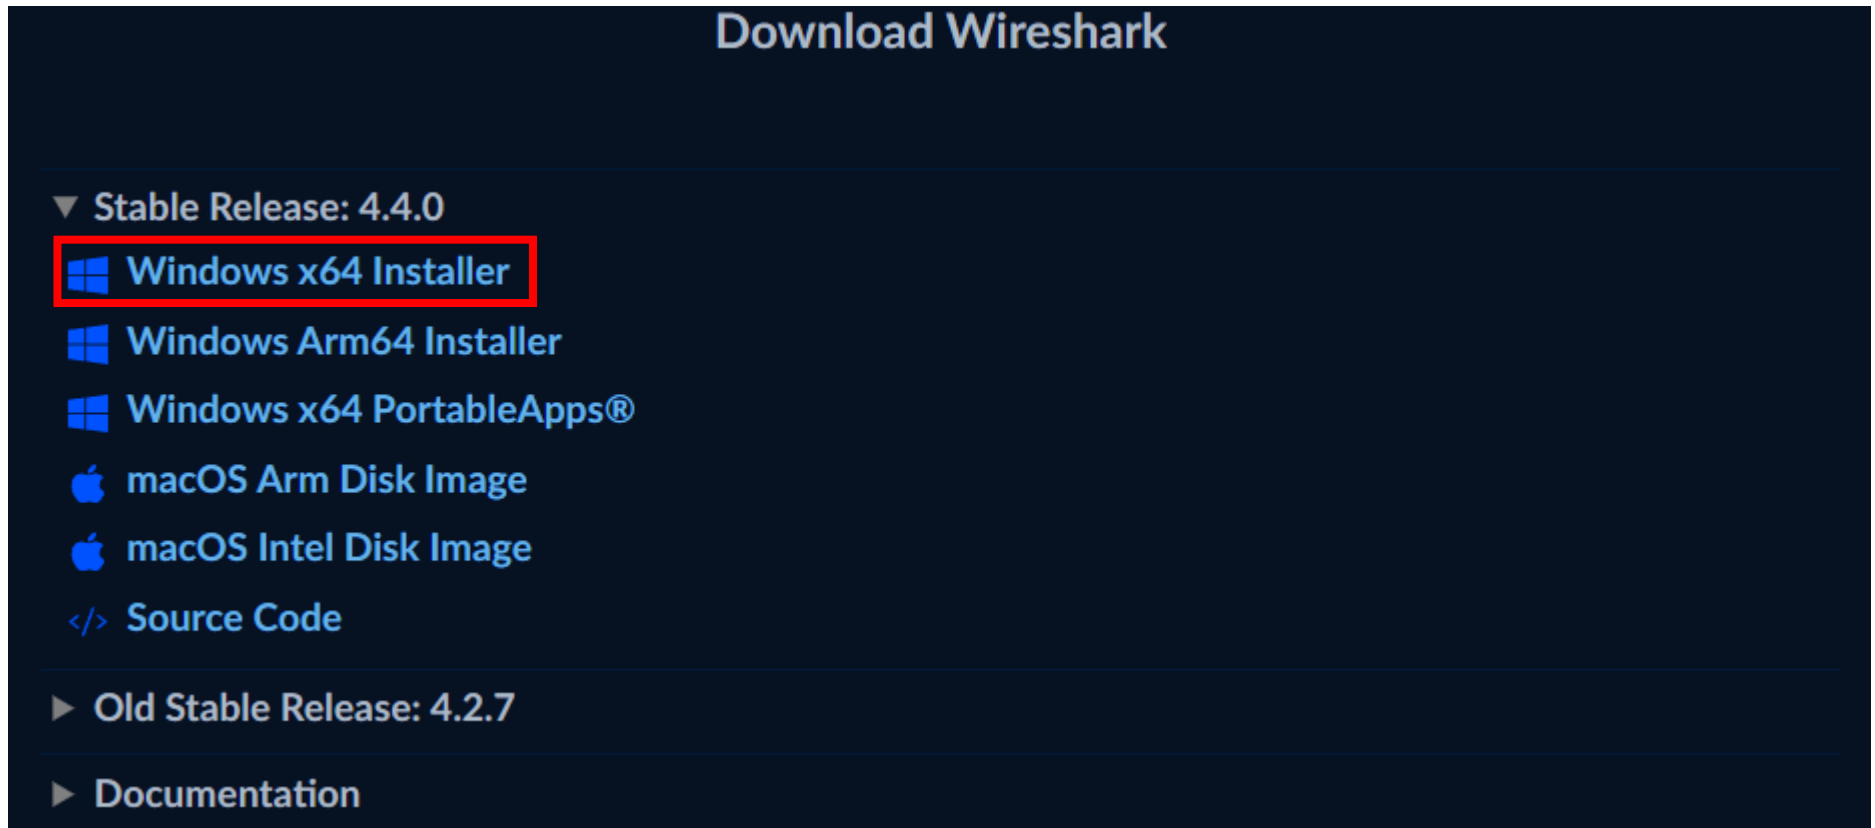 Download Wireshark
Stable Release: 4.4.0
Windows x64 Installer
Windows Arm64 Installer
Windows x64 PortableApps®
macOS Arm Disk Image
macOS Intel Disk Image
</> Source Code
Old Stable Release: 4.2.7
Documentation